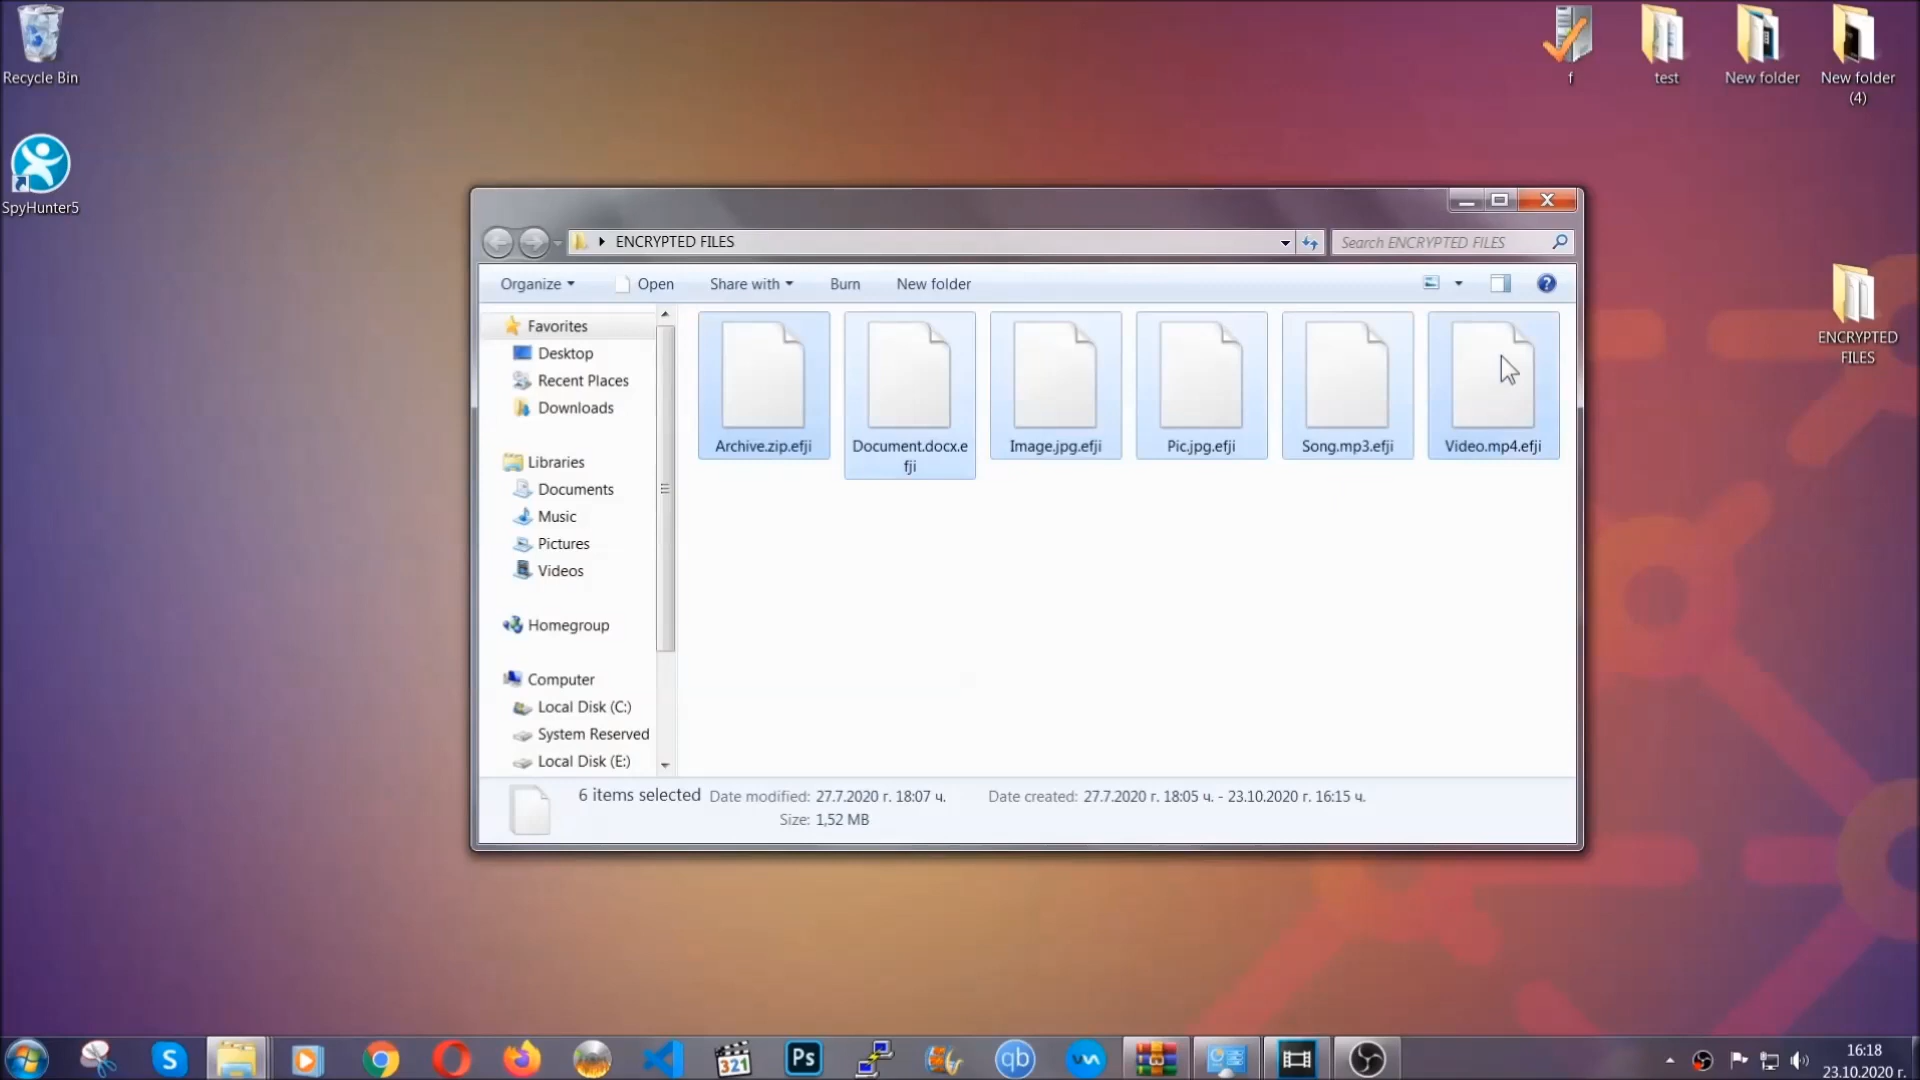 Recycle Bin
SpyHunter5
f
test
New folder
New folder
(4)
ENCRYPTED
FILES
ENCRYPTED FILES
Search ENCRYPTED FILES
Organize
Open
Share with
Burn
New folder
Favorites
Desktop
Recent Places
Downloads
Libraries
Documents
Music
Pictures
Videos
Homegroup
Computer
Local Disk (C:)
System Reserved
Local Disk (E:)
Archive.zip.efji
Document.docx.e
fji
Image.jpg.efji
Pic.jpg.efji
Song.mp3.efji
Video.mp4.efji
6 items selected Date modified: 27.7.2020 г. 18:07 ч. Date created: 27.7.2020 г. 18:05 ч. - 23.10.2020 г. 16:15 ч.
Size: 1,52 MB
S
321
Ps
qb
16:18
23.10.2020 г.